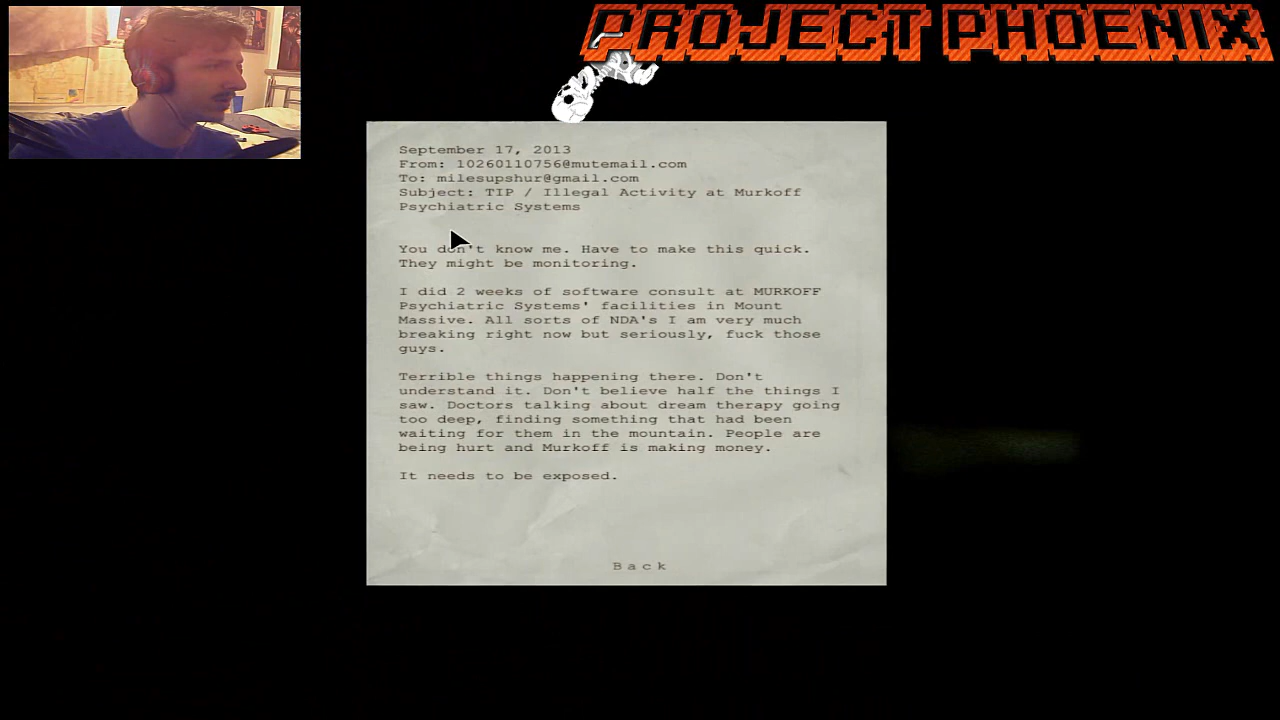 PROJECT PHOENIX
September 17, 2013
From: 10260110756@mutemail.com
To: milesupshur@gmail.com
Subject: TIP / Illegal Activity at Murkoff
Psychiatric Systems
You don't know me. Have to make this quick.
They might be monitoring.
I did 2 weeks of software consult at MURKOFF
Psychiatric Systems' facilities in Mount
Massive. All sorts of NDA's I am very much
breaking right now but seriously, fuck those
guys.
Terrible things happening there. Don't
understand it. Don't believe half the things I
saw. Doctors talking about dream therapy going
too deep, finding something that had been
waiting for them in the mountain. People are
being hurt and Murkoff is making money.
It needs to be exposed.
Back